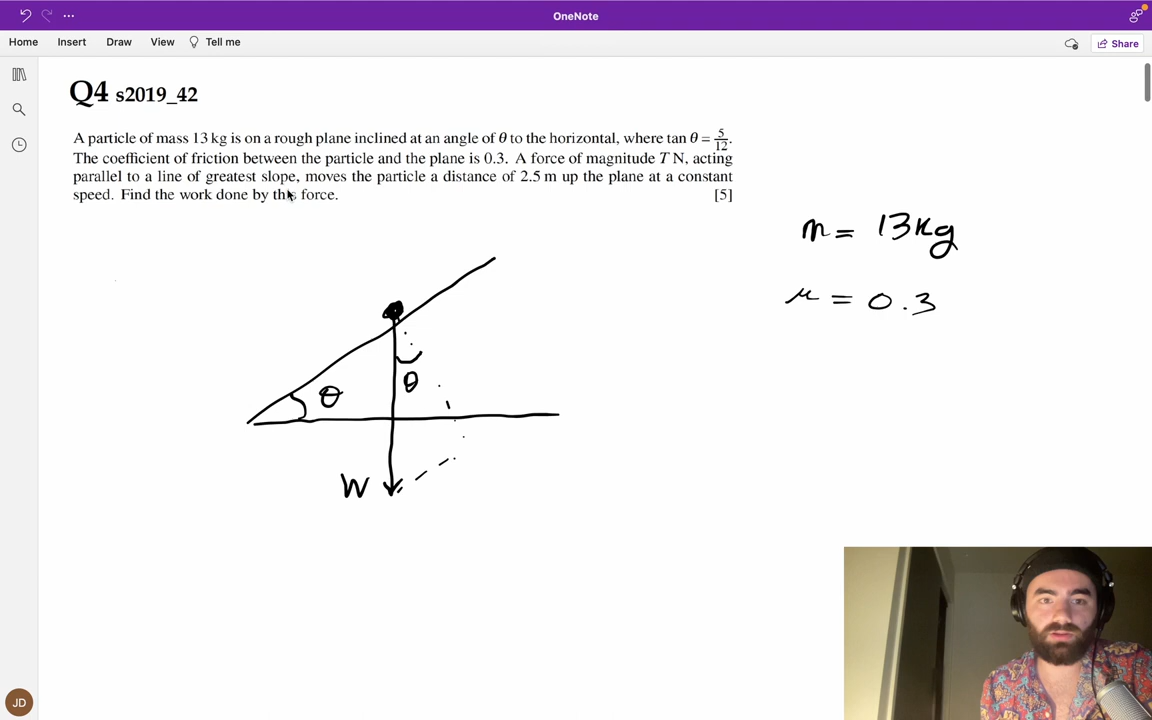 OneNote
Home Insert Draw View Tell me
Share
Q4 s2019_42
A particle of mass 13 kg is on a rough plane inclined at an angle of θ to the horizontal, where tan θ = 5/12.
The coefficient of friction between the particle and the plane is 0.3. A force of magnitude T N, acting
parallel to a line of greatest slope, moves the particle a distance of 2.5 m up the plane at a constant
speed. Find the work done by this force. [5]
m = 13kg
μ = 0.3
θ
θ
W
JD